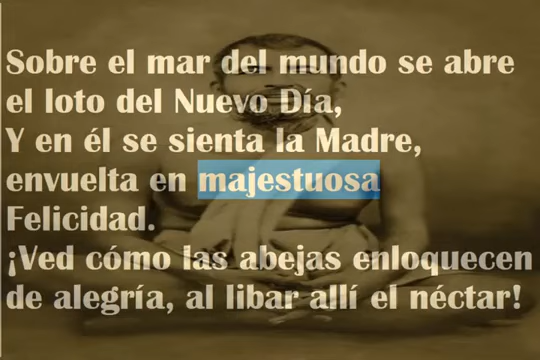 Sobre el mar del mundo se abre
el loto del Nuevo Día,
Y en él se sienta la Madre,
envuelta en majestuosa
Felicidad.
¡Ved cómo las abejas enloquecen
de alegría, al libar allí el néctar!